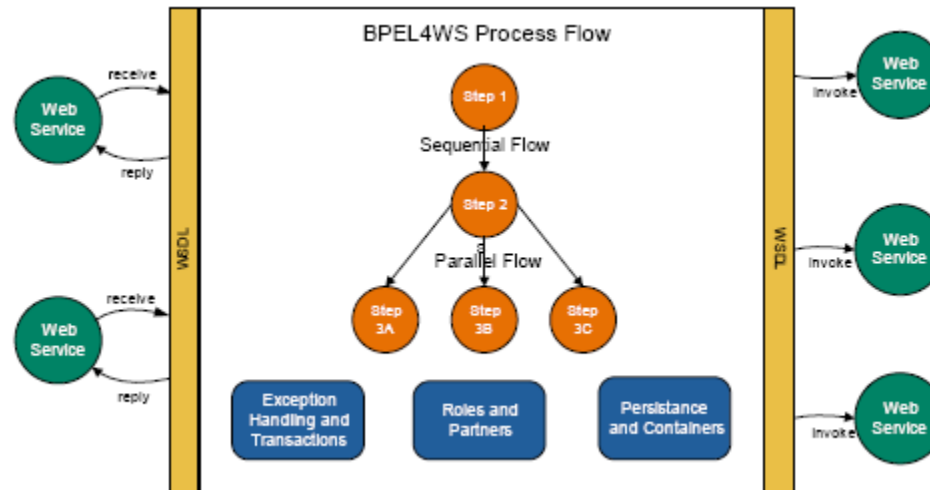 BPEL4WS Process Flow
receive
Web
Service
reply
receive
Web
Service
reply
WSDL
Step 1
Sequential Flow
Step 2
Parallel Flow
Step
3A
Step
3B
Step
3C
Exception
Handling and
Transactions
Roles and
Partners
Persistance
and Containers
WSDL
Web
Service
Invoke
Web
Service
Invoke
Web
Service
Invoke